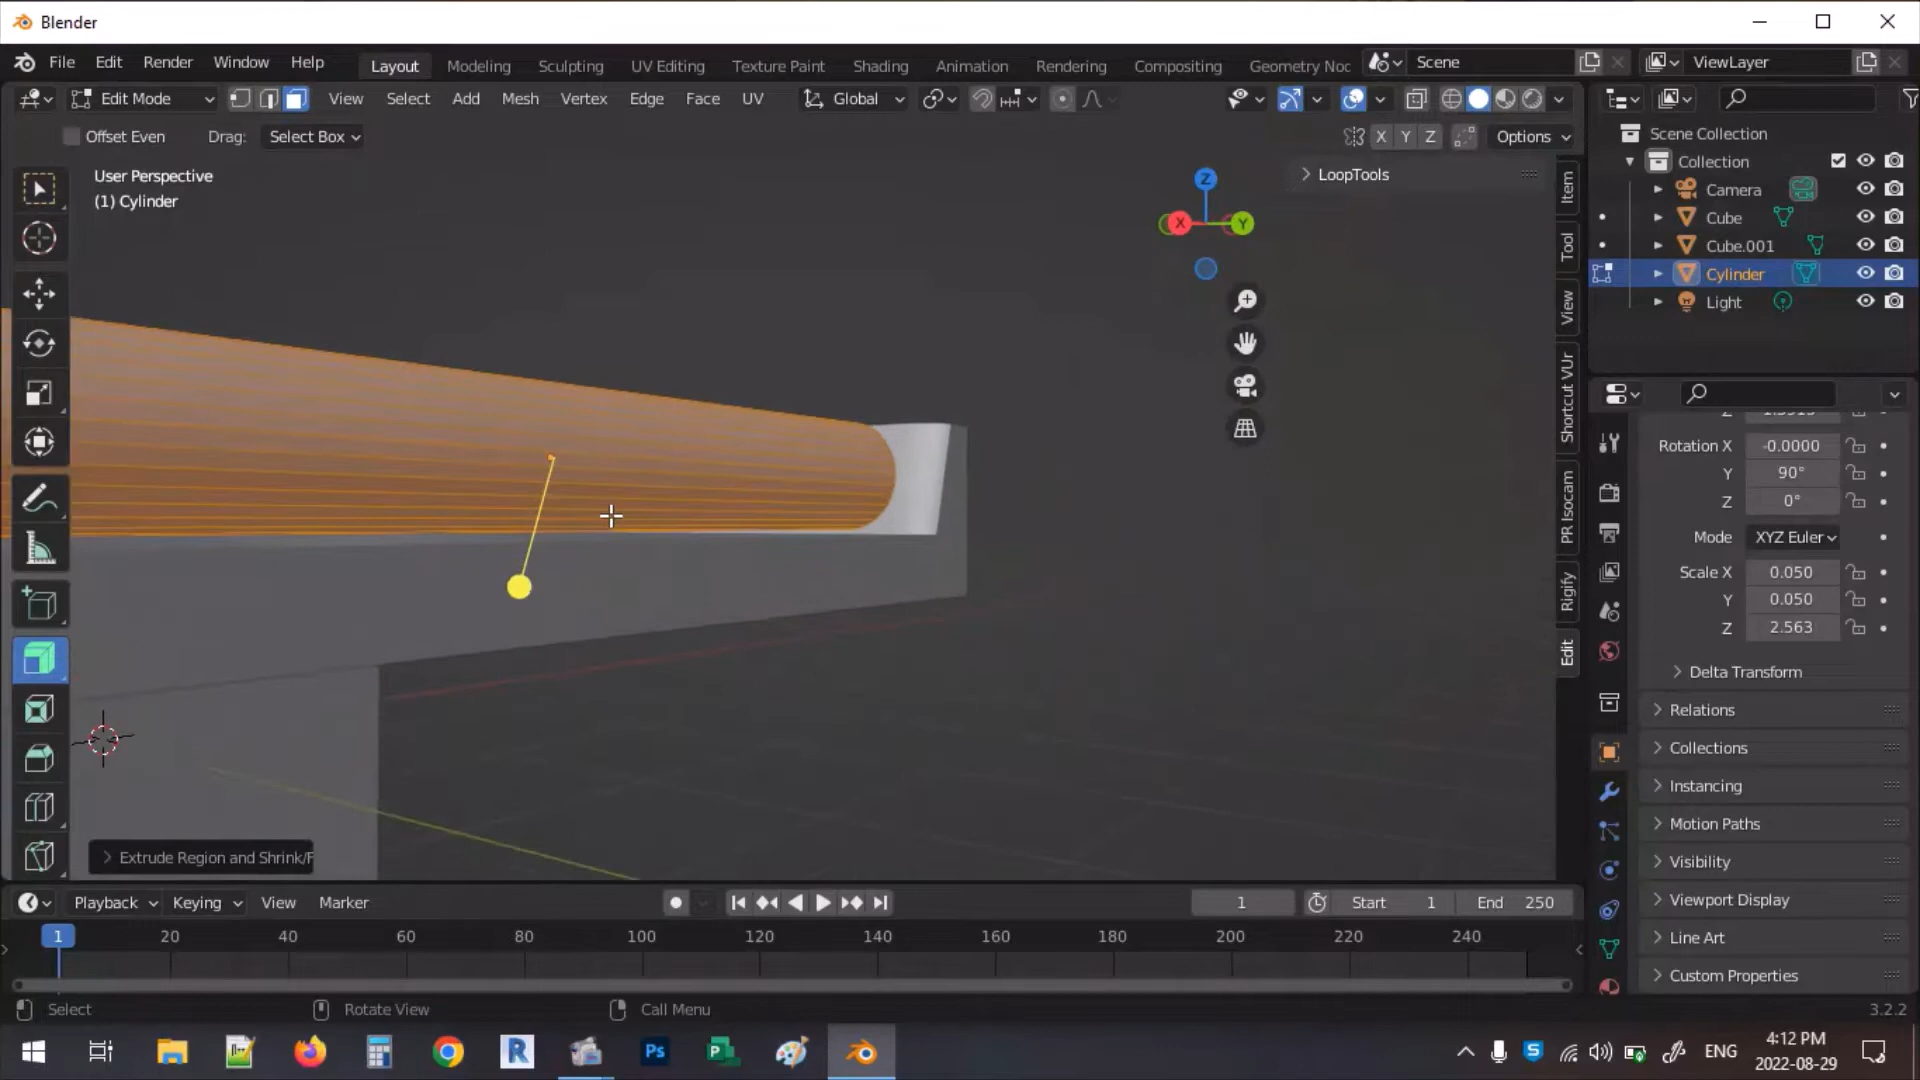 Blender
File Edit Render Window Help Layout Modeling Sculpting UV Editing Texture Paint Shading Animation Rendering Compositing Geometry Noc Scene ViewLayer
Edit Mode View Select Add Mesh Vertex Edge Face UV Global
Offset Even Drag: Select Box X Y Z Options
User Perspective
(1) Cylinder
LoopTools
Z
X
Y
Item
Tool
View
Shortcut VUr
PR Isocam
Rigify
Edit
Scene Collection
Collection
Camera
Cube
Cube.001
Cylinder
Light
Rotation X -0.0000
Y 90°
Z 0°
Mode XYZ Euler
Scale X 0.050
Y 0.050
Z 2.563
Delta Transform
Relations
Collections
Instancing
Motion Paths
Visibility
Viewport Display
Line Art
Custom Properties
Extrude Region and Shrink/F
Playback Keying View Marker 1 Start 1 End 250
1 20 40 60 80 100 120 140 160 180 200 220 240
Select Rotate View Call Menu 3.2.2
R Ps P S ENG 4:12 PM
2022-08-29